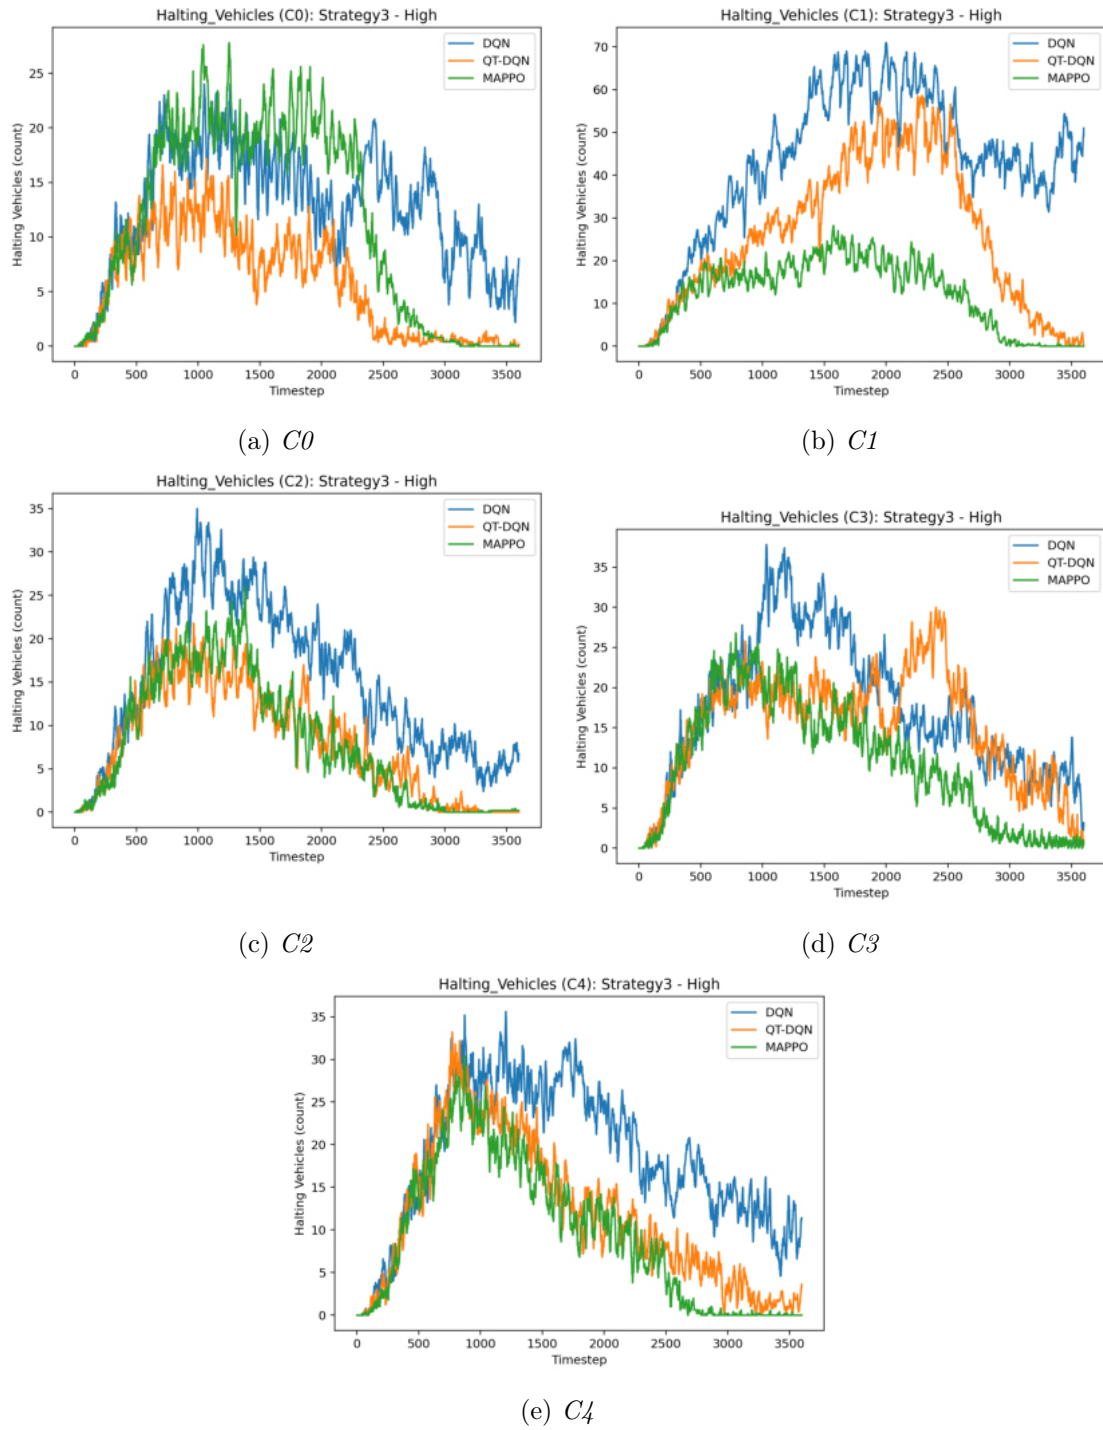 Halting_Vehicles (C0): Strategy3 - High
DQN
QT-DQN
MAPPO
Halting Vehicles (count)
25
20
15
10
5
0
0 500 1000 1500 2000 2500 3000 3500
Timestep
(a) C0
Halting_Vehicles (C1): Strategy3 - High
DQN
QT-DQN
MAPPO
Halting Vehicles (count)
70
60
50
40
30
20
10
0
0 500 1000 1500 2000 2500 3000 3500
Timestep
(b) C1
Halting_Vehicles (C2): Strategy3 - High
DQN
QT-DQN
MAPPO
Halting Vehicles (count)
35
30
25
20
15
10
5
0
0 500 1000 1500 2000 2500 3000 3500
Timestep
(c) C2
Halting_Vehicles (C3): Strategy3 - High
DQN
QT-DQN
MAPPO
Halting Vehicles (count)
35
30
25
20
15
10
5
0
0 500 1000 1500 2000 2500 3000 3500
Timestep
(d) C3
Halting_Vehicles (C4): Strategy3 - High
DQN
QT-DQN
MAPPO
Halting Vehicles (count)
35
30
25
20
15
10
5
0
0 500 1000 1500 2000 2500 3000 3500
Timestep
(e) C4